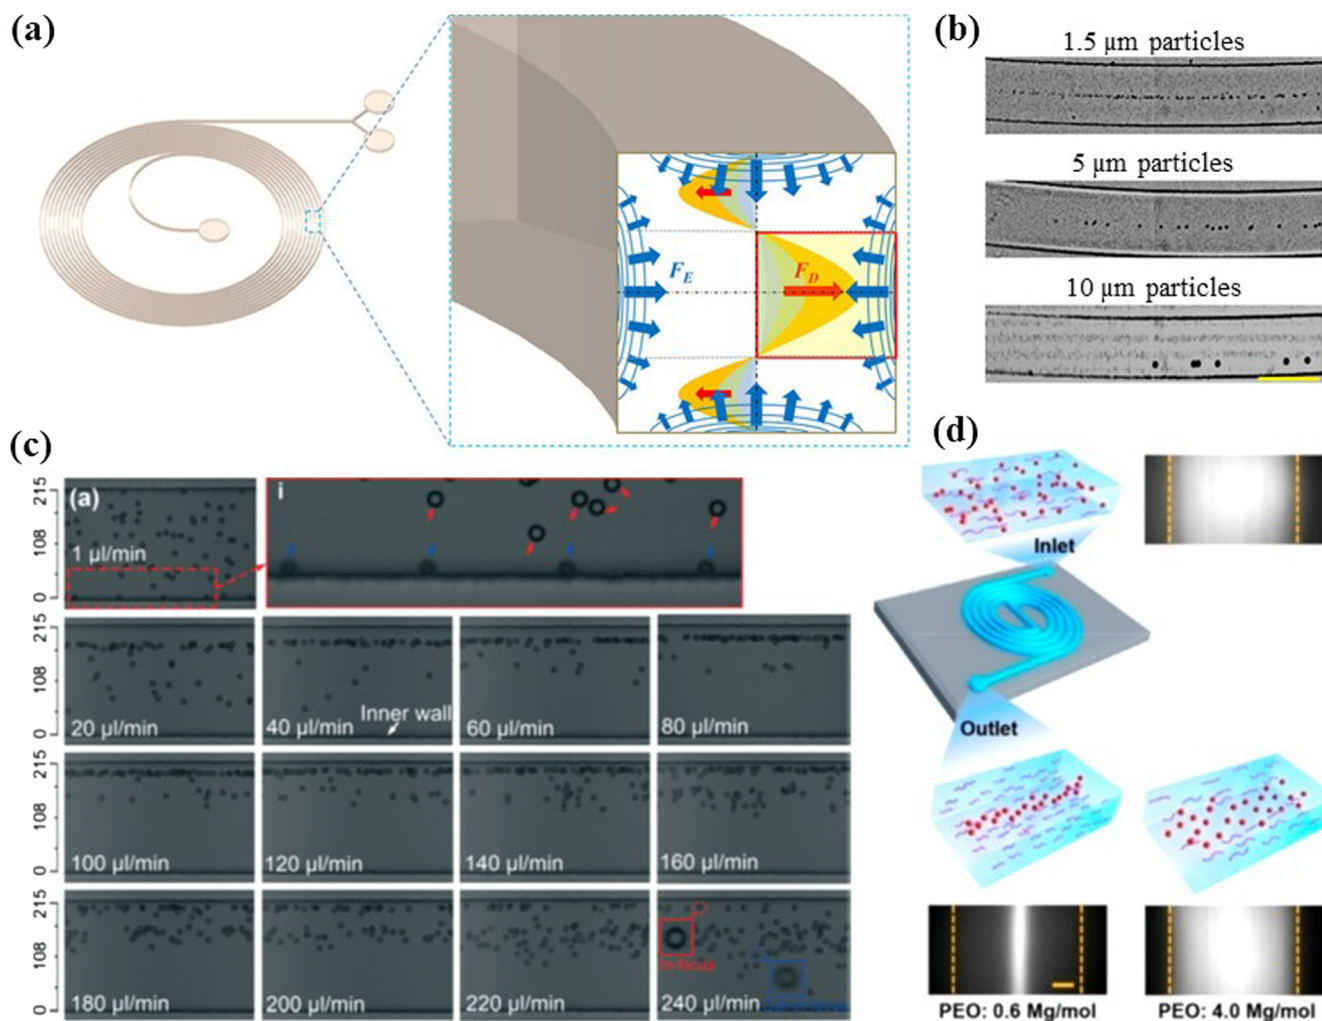 (a)
F_E
F_D
(b)
1.5 µm particles
5 µm particles
10 µm particles
(c)
(a)
215
108
0
1 µl/min
i
215
108
0
20 µl/min
40 µl/min
Inner wall
60 µl/min
80 µl/min
215
108
0
100 µl/min
120 µl/min
140 µl/min
160 µl/min
215
108
0
180 µl/min
200 µl/min
220 µl/min
240 µl/min
In-focus
(d)
Inlet
Outlet
PEO: 0.6 Mg/mol
PEO: 4.0 Mg/mol